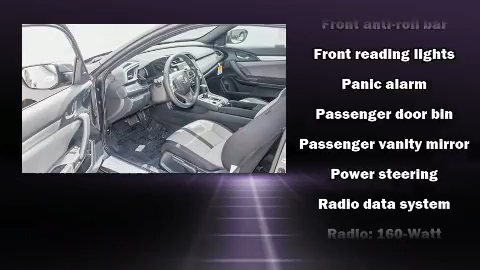 Front anti-roll bar
Front reading lights
Panic alarm
Passenger door bin
Passenger vanity mirror
Power steering
Radio data system
Radio: 160-Watt